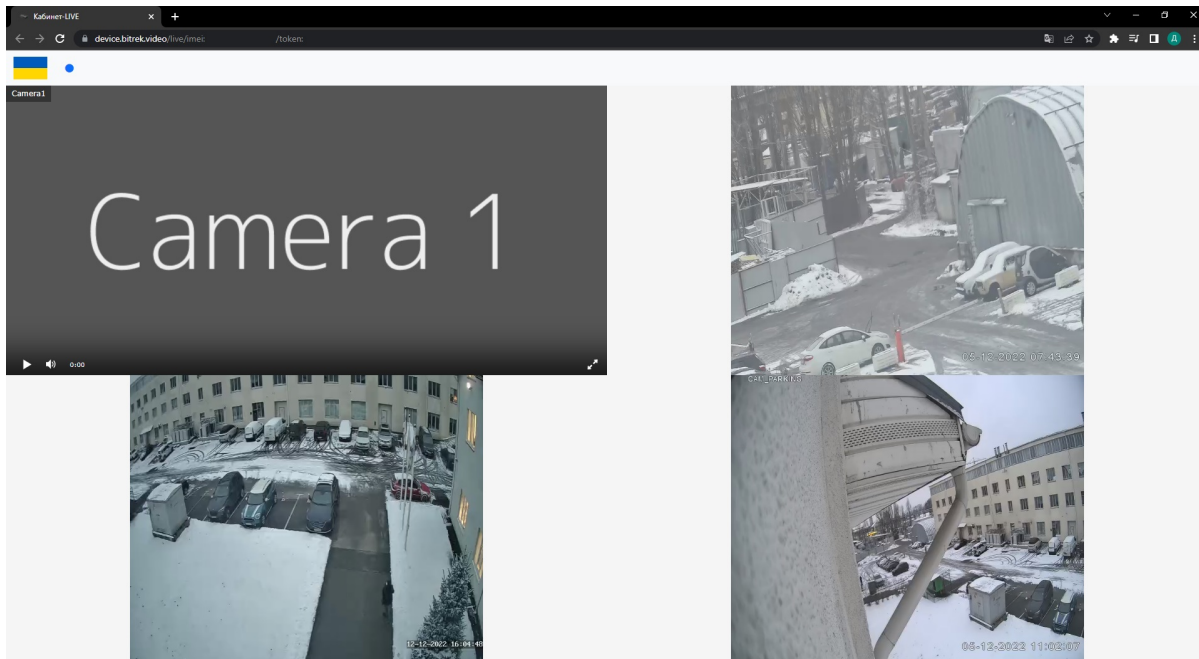 Кабинет-LIVE
device.bitrek.video/live/imei: /token:
Д
Camera1
Camera 1
0:00
05-12-2022 07:43:39
12-12-2022 16:04:48
CAM_PARKING
05-12-2022 11:02:07